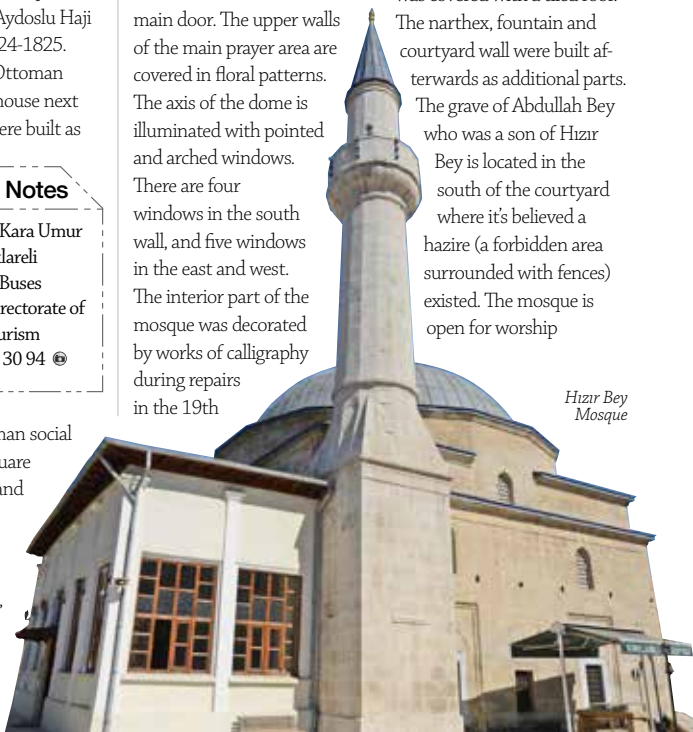 Aydoslu Haji
24-1825.
Ottoman
house next
ere built as
Notes
Kara Umur
klareli
Buses
rectorate of
urism
30 94
man social
uare
and
main door. The upper walls
of the main prayer area are
covered in floral patterns.
The axis of the dome is
illuminated with pointed
and arched windows.
There are four
windows in the south
wall, and five windows
in the east and west.
The interior part of the
mosque was decorated
by works of calligraphy
during repairs
in the 19th
The narthex, fountain and
courtyard wall were built af-
terwards as additional parts.
The grave of Abdullah Bey
who was a son of Hızır
Bey is located in the
south of the courtyard
where it's believed a
hazire (a forbidden area
surrounded with fences)
existed. The mosque is
open for worship
Hızır Bey
Mosque